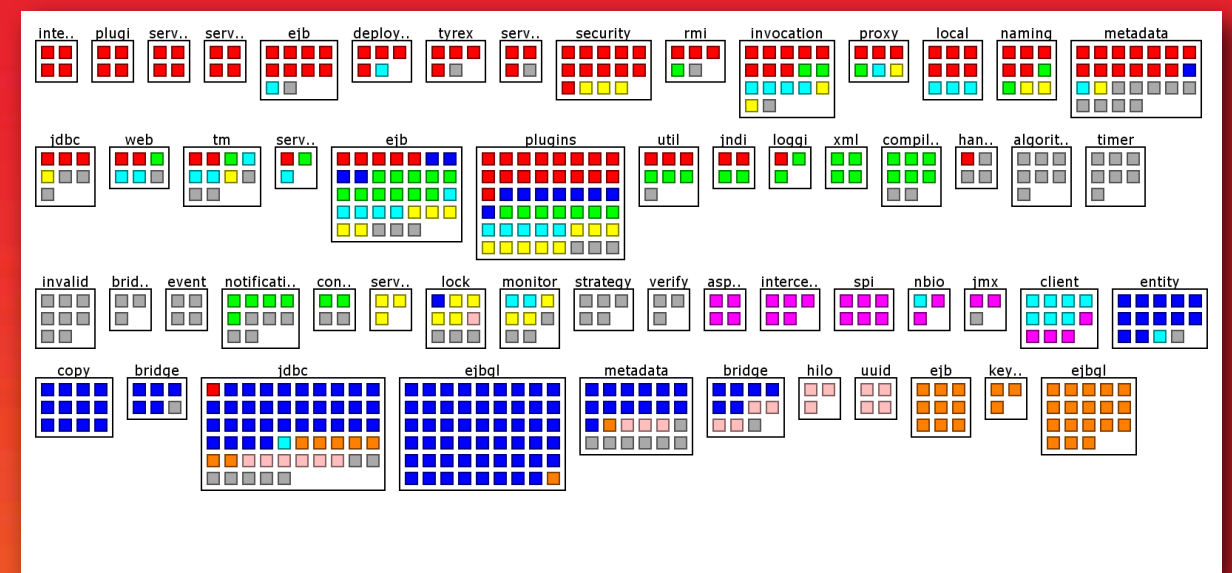 inte.. plugi serv.. serv.. ejb deploy.. tyrex serv.. security rmi invocation proxy local naming metadata
jdbc web tm serv.. ejb plugins util jndi loggi xml compil.. han.. algorit.. timer
invalid brid.. event notificati.. con.. serv.. lock monitor strategy verify asp.. interce.. spi nbio jmx client entity
copy bridge jdbc ejbql metadata bridge hilo uuid ejb key.. ejbql